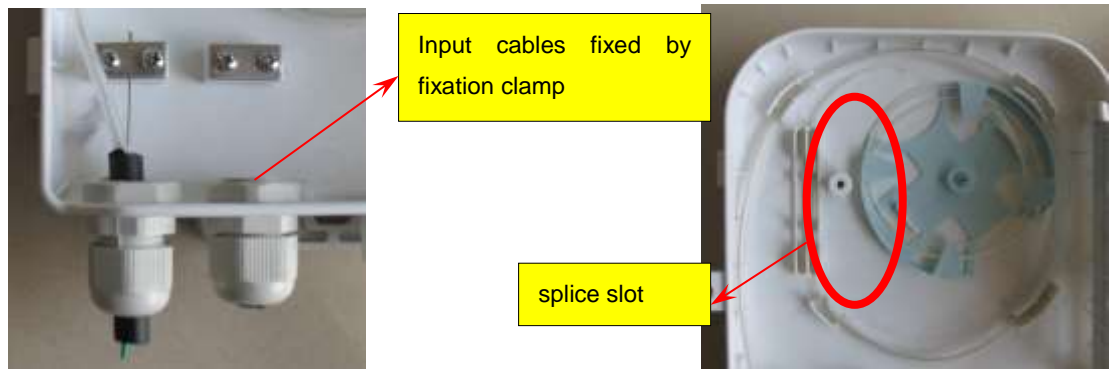 Input cables fixed by
fixation clamp
splice slot